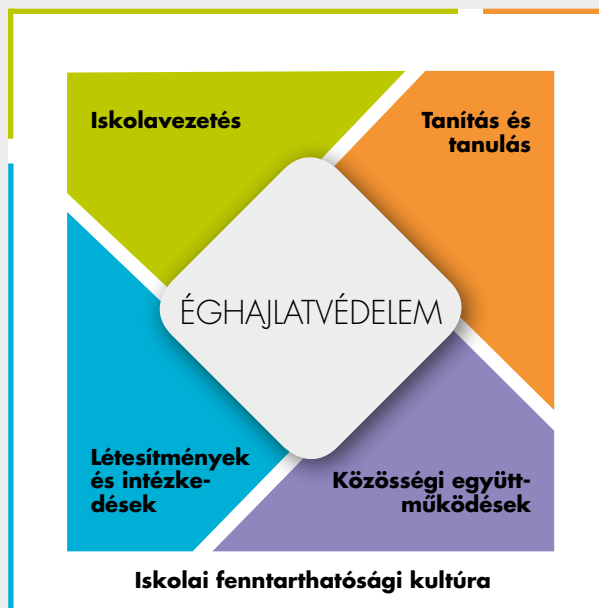 Iskolavezetés
Tanítás és
tanulás
ÉGHAJLATVÉDELEM
Létesítmények
és intézke-
dések
Közösségi együtt-
működések
Iskolai fenntarthatósági kultúra